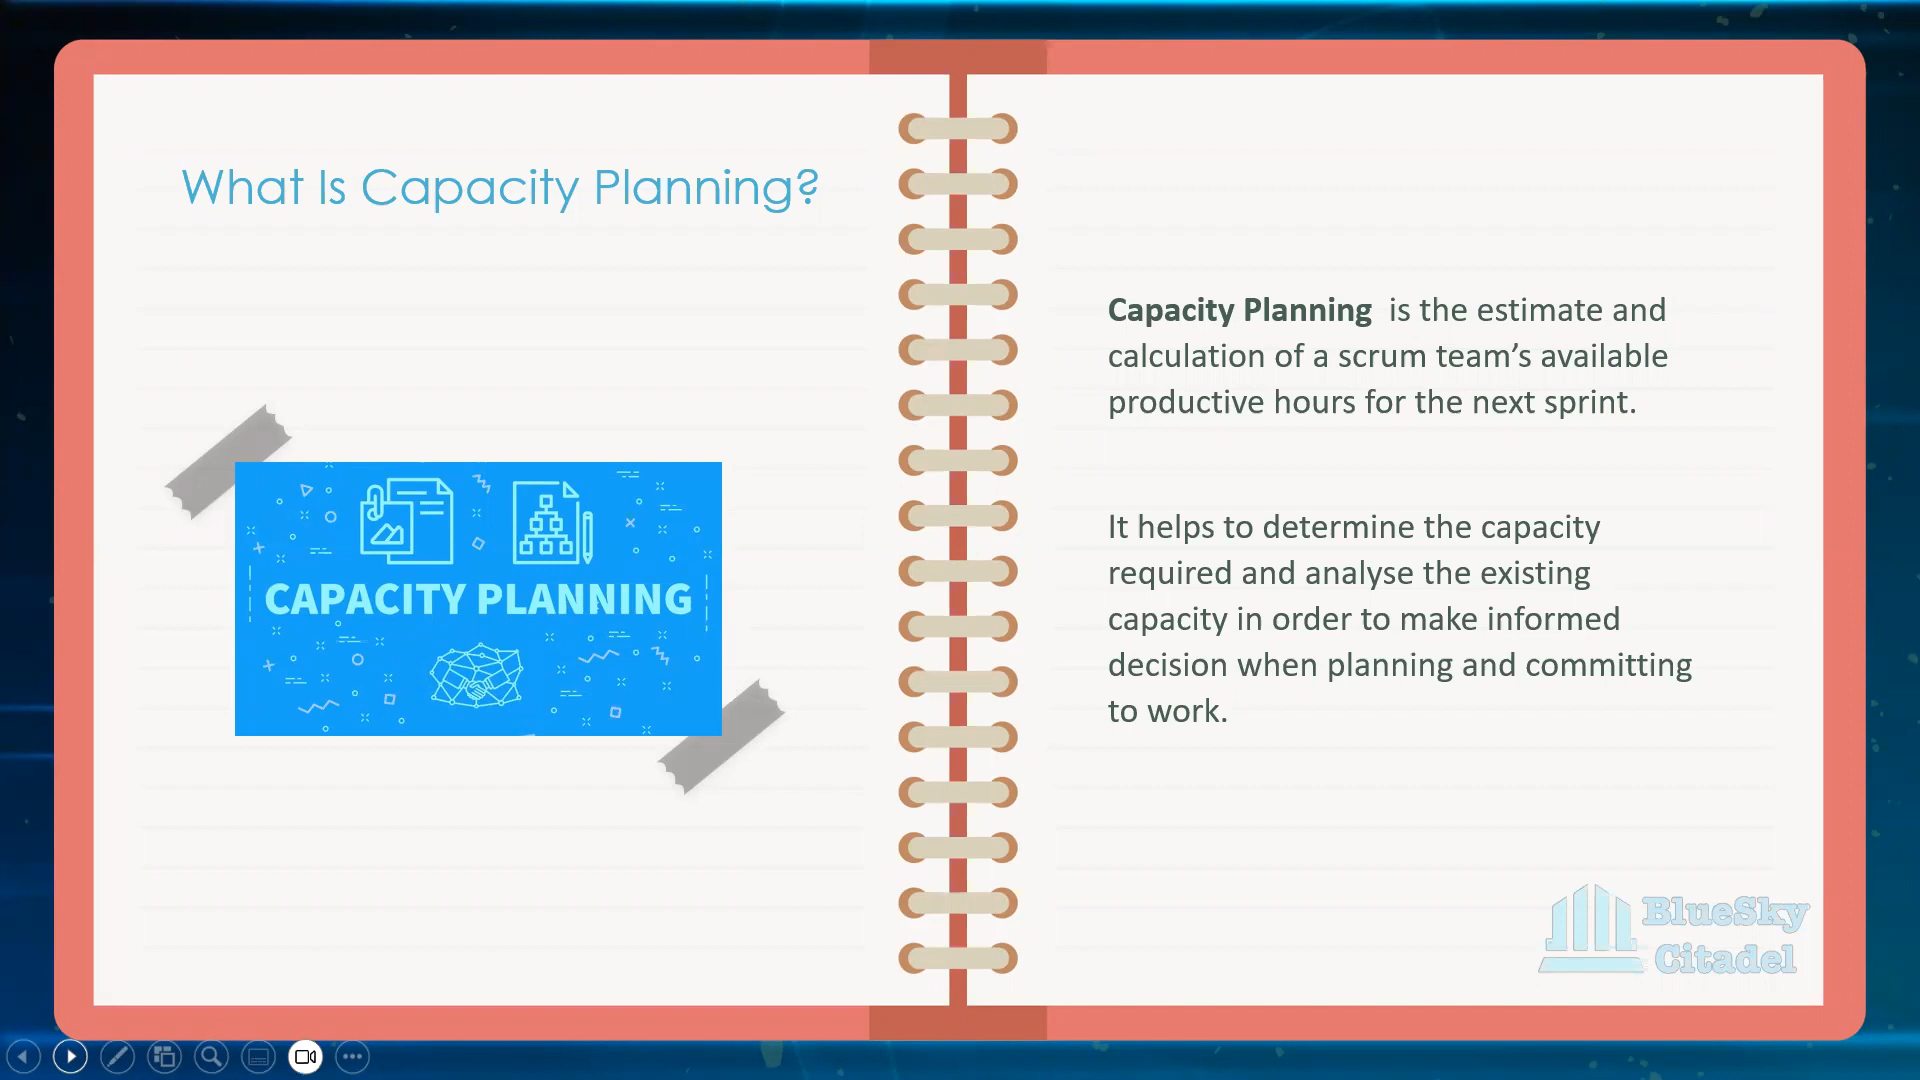 What Is Capacity Planning?
CAPACITY PLANNING
Capacity Planning is the estimate and
calculation of a scrum team’s available
productive hours for the next sprint.
It helps to determine the capacity
required and analyse the existing
capacity in order to make informed
decision when planning and committing
to work.
BlueSky
Citadel